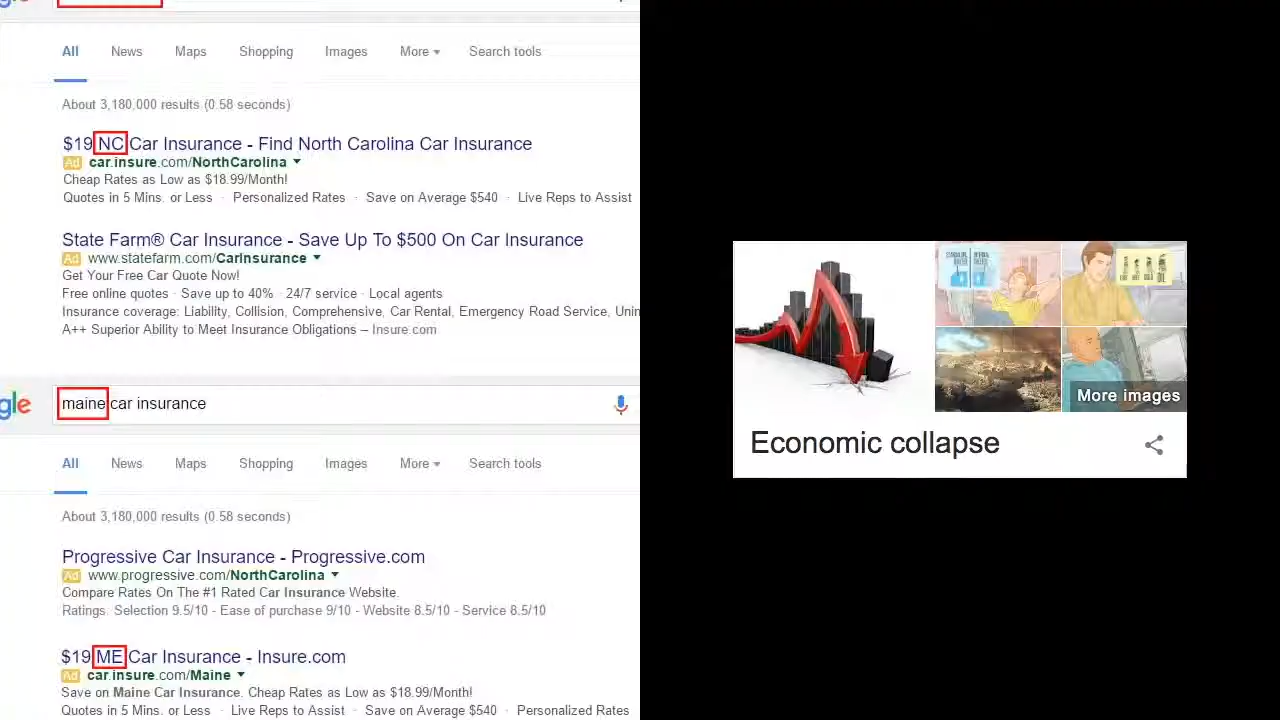 gle
All News Maps Shopping Images More Search tools
About 3,180,000 results (0.58 seconds)
$19 NC Car Insurance - Find North Carolina Car Insurance
Ad car.insure.com/NorthCarolina
Cheap Rates as Low as $18.99/Month!
Quotes in 5 Mins. or Less · Personalized Rates · Save on Average $540 · Live Reps to Assist
State Farm® Car Insurance - Save Up To $500 On Car Insurance
Ad www.statefarm.com/CarInsurance
Get Your Free Car Quote Now!
Free online quotes · Save up to 40% · 24/7 service · Local agents
Insurance coverage: Liability, Collision, Comprehensive, Car Rental, Emergency Road Service, Unin
A++ Superior Ability to Meet Insurance Obligations – Insure.com
gle maine car insurance
All News Maps Shopping Images More Search tools
About 3,180,000 results (0.58 seconds)
Progressive Car Insurance - Progressive.com
Ad www.progressive.com/NorthCarolina
Compare Rates On The #1 Rated Car Insurance Website.
Ratings: Selection 9.5/10 - Ease of purchase 9/10 - Website 8.5/10 - Service 8.5/10
$19 ME Car Insurance - Insure.com
Ad car.insure.com/Maine
Save on Maine Car Insurance. Cheap Rates as Low as $18.99/Month!
Quotes in 5 Mins. or Less · Live Reps to Assist · Save on Average $540 · Personalized Rates
More images
Economic collapse